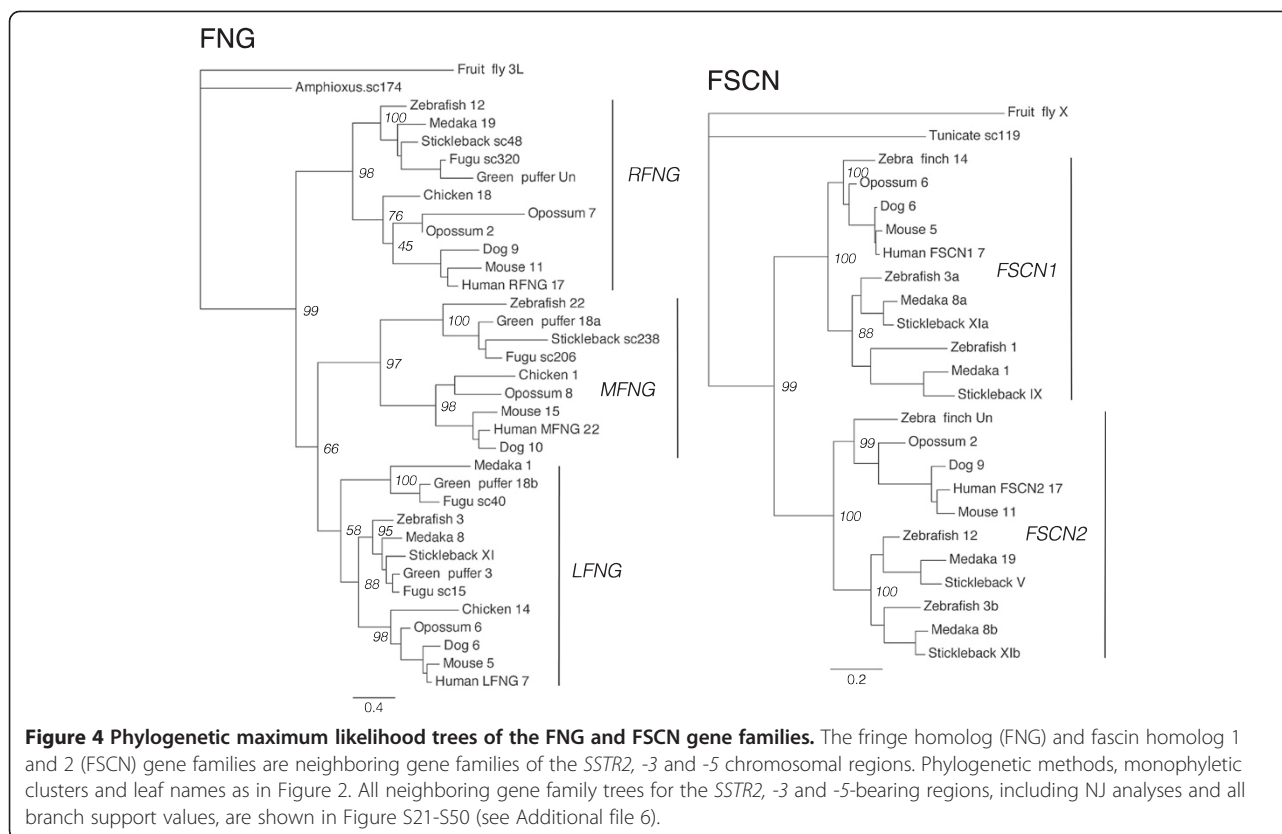 FNG
Fruit fly 3L
Amphioxus.sc174
Zebrafish 12
100
Medaka 19
Stickleback sc48
Fugu sc320
Green puffer Un
RFNG
98
Chicken 18
76
Opossum 7
Opossum 2
45
Dog 9
Mouse 11
Human RFNG 17
99
Zebrafish 22
100
Green puffer 18a
Stickleback sc238
Fugu sc206
97
MFNG
Chicken 1
Opossum 8
98
Mouse 15
Human MFNG 22
Dog 10
66
Medaka 1
100
Green puffer 18b
Fugu sc40
58
Zebrafish 3
95
Medaka 8
Stickleback XI
Green puffer 3
88
Fugu sc15
LFNG
Chicken 14
98
Opossum 6
Dog 6
Mouse 5
Human LFNG 7
0.4
FSCN
Fruit fly X
Tunicate sc119
Zebra finch 14
100
Opossum 6
Dog 6
Mouse 5
Human FSCN1 7
100
FSCN1
Zebrafish 3a
Medaka 8a
Stickleback XIa
88
Zebrafish 1
Medaka 1
Stickleback IX
99
Zebra finch Un
99
Opossum 2
Dog 9
Human FSCN2 17
Mouse 11
100
FSCN2
Zebrafish 12
Medaka 19
Stickleback V
100
Zebrafish 3b
Medaka 8b
Stickleback XIb
0.2
Figure 4 Phylogenetic maximum likelihood trees of the FNG and FSCN gene families. The fringe homolog (FNG) and fascin homolog 1
and 2 (FSCN) gene families are neighboring gene families of the SSTR2, -3 and -5 chromosomal regions. Phylogenetic methods, monophyletic
clusters and leaf names as in Figure 2. All neighboring gene family trees for the SSTR2, -3 and -5-bearing regions, including NJ analyses and all
branch support values, are shown in Figure S21-S50 (see Additional file 6).